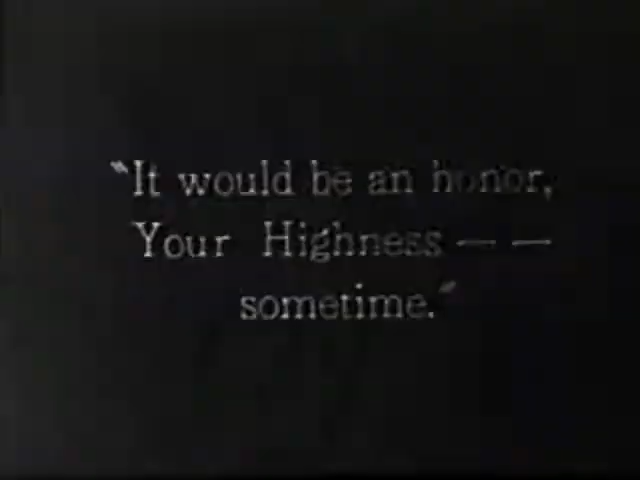 "It would be an honor,
Your Highness — —
sometime."